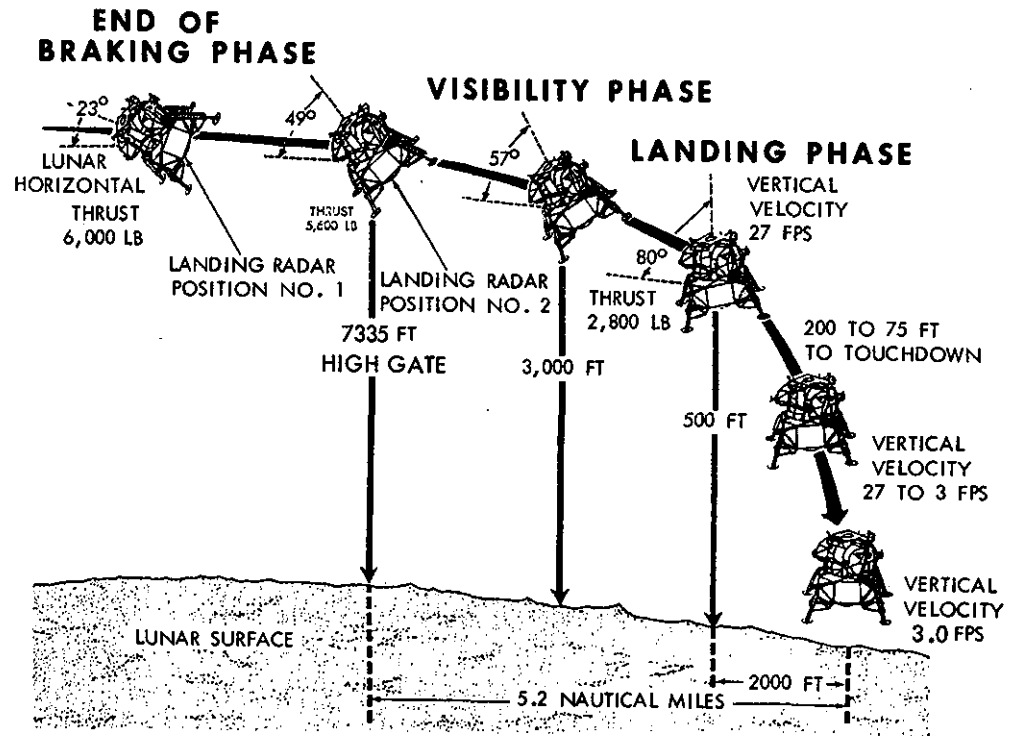 END OF
BRAKING PHASE
VISIBILITY PHASE
LANDING PHASE
23°
49°
57°
80°
LUNAR
HORIZONTAL
THRUST
6,000 LB
THRUST
5,600 LB
VERTICAL
VELOCITY
27 FPS
LANDING RADAR
POSITION NO. 1
LANDING RADAR
POSITION NO. 2
THRUST
2,800 LB
7335 FT
HIGH GATE
3,000 FT
500 FT
200 TO 75 FT
TO TOUCHDOWN
VERTICAL
VELOCITY
27 TO 3 FPS
VERTICAL
VELOCITY
3.0 FPS
LUNAR SURFACE
2000 FT
5.2 NAUTICAL MILES